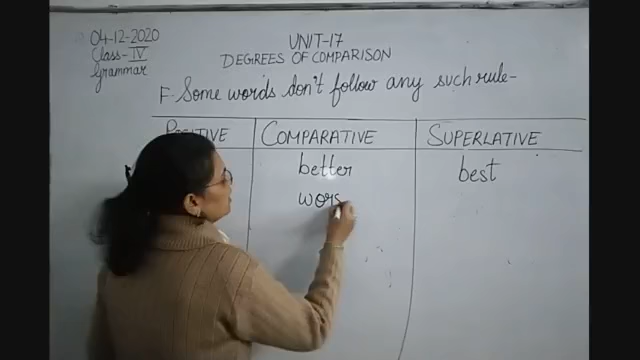 04-12-2020
Class-IV
Grammar
UNIT-17
DEGREES OF COMPARISON
F. Some words don't follow any such rule-
POSITIVE COMPARATIVE SUPERLATIVE
better best
wors